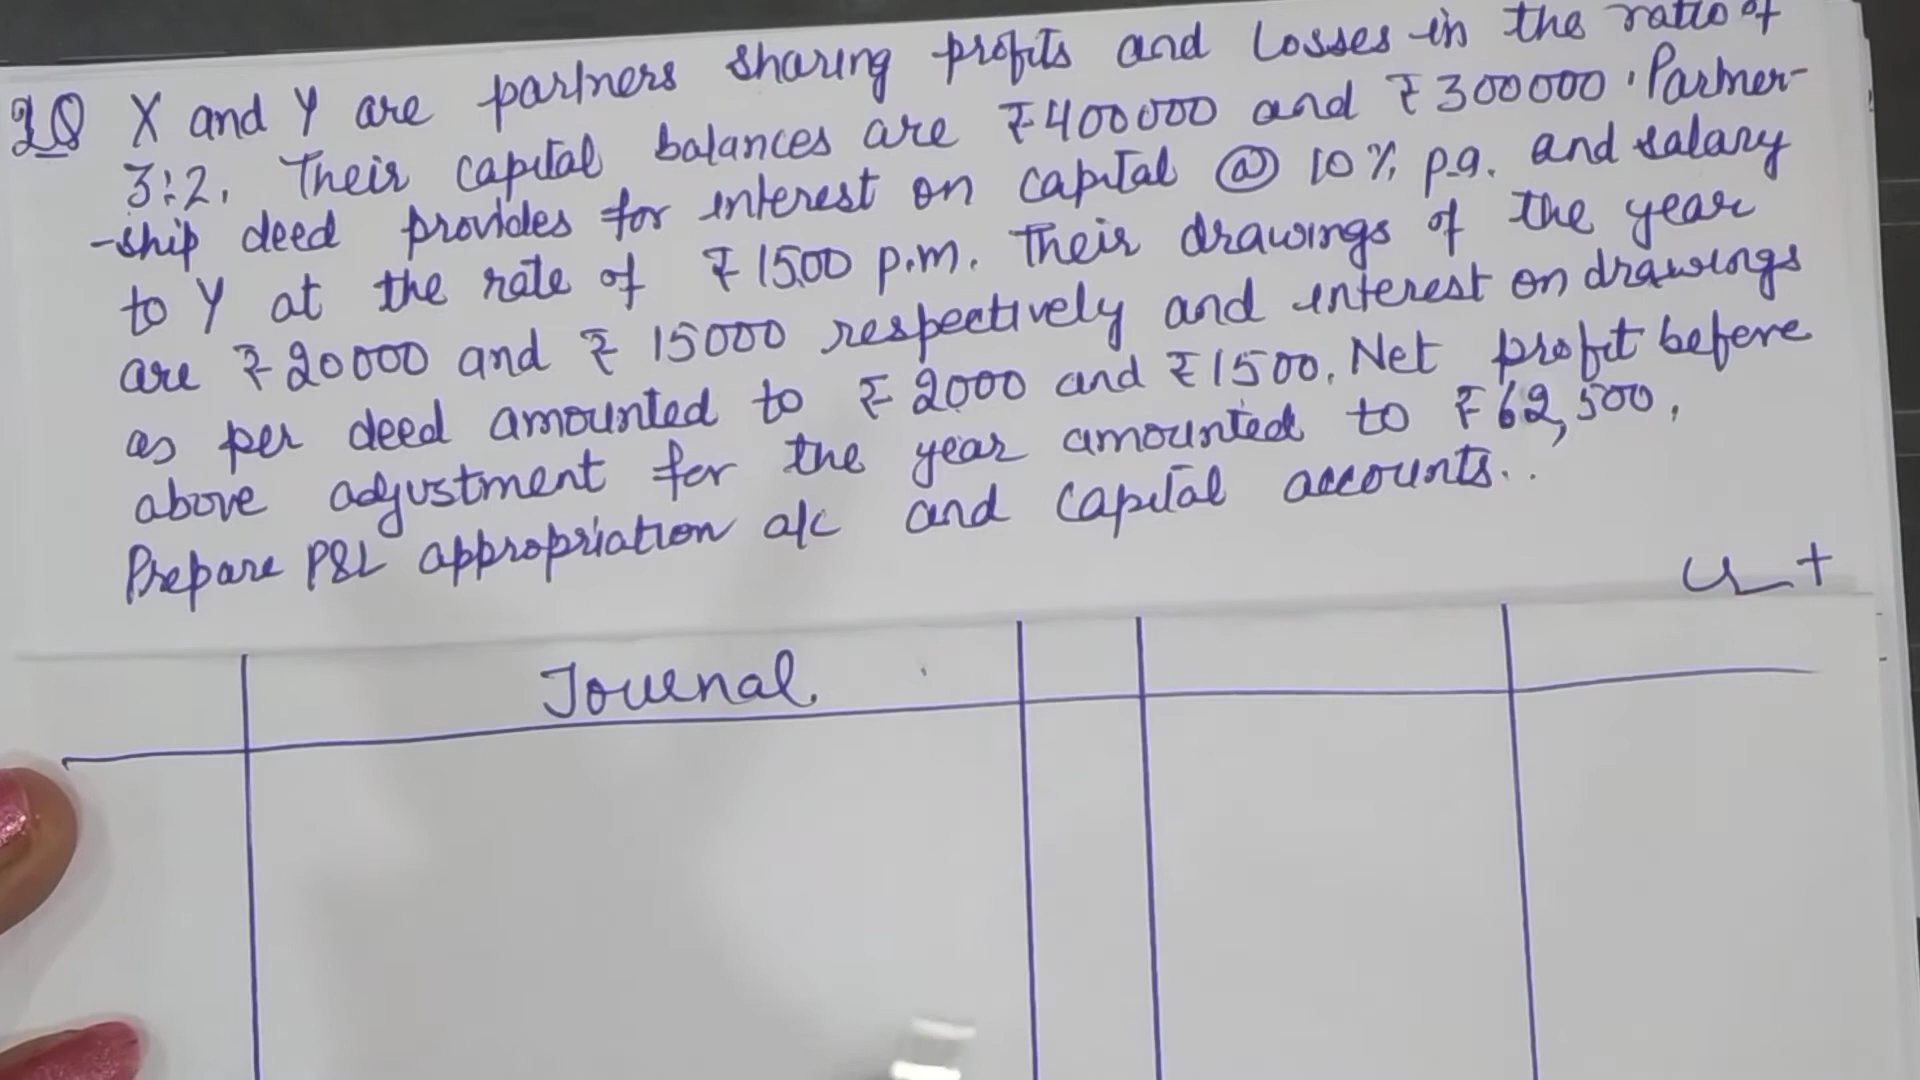 2Q X and Y are partners sharing profits and losses in the ratio of
3:2. Their capital balances are ₹400000 and ₹300000. Partner-
-ship deed provides for interest on capital @ 10% p.a. and salary
to Y at the rate of ₹1500 p.m. Their drawings of the year
are ₹20000 and ₹ 15000 respectively and interest on drawings
as per deed amounted to ₹2000 and ₹1500. Net profit before
above adjustment for the year amounted to ₹62,500.
Prepare P&L appropriation a/c and capital accounts..
Journal